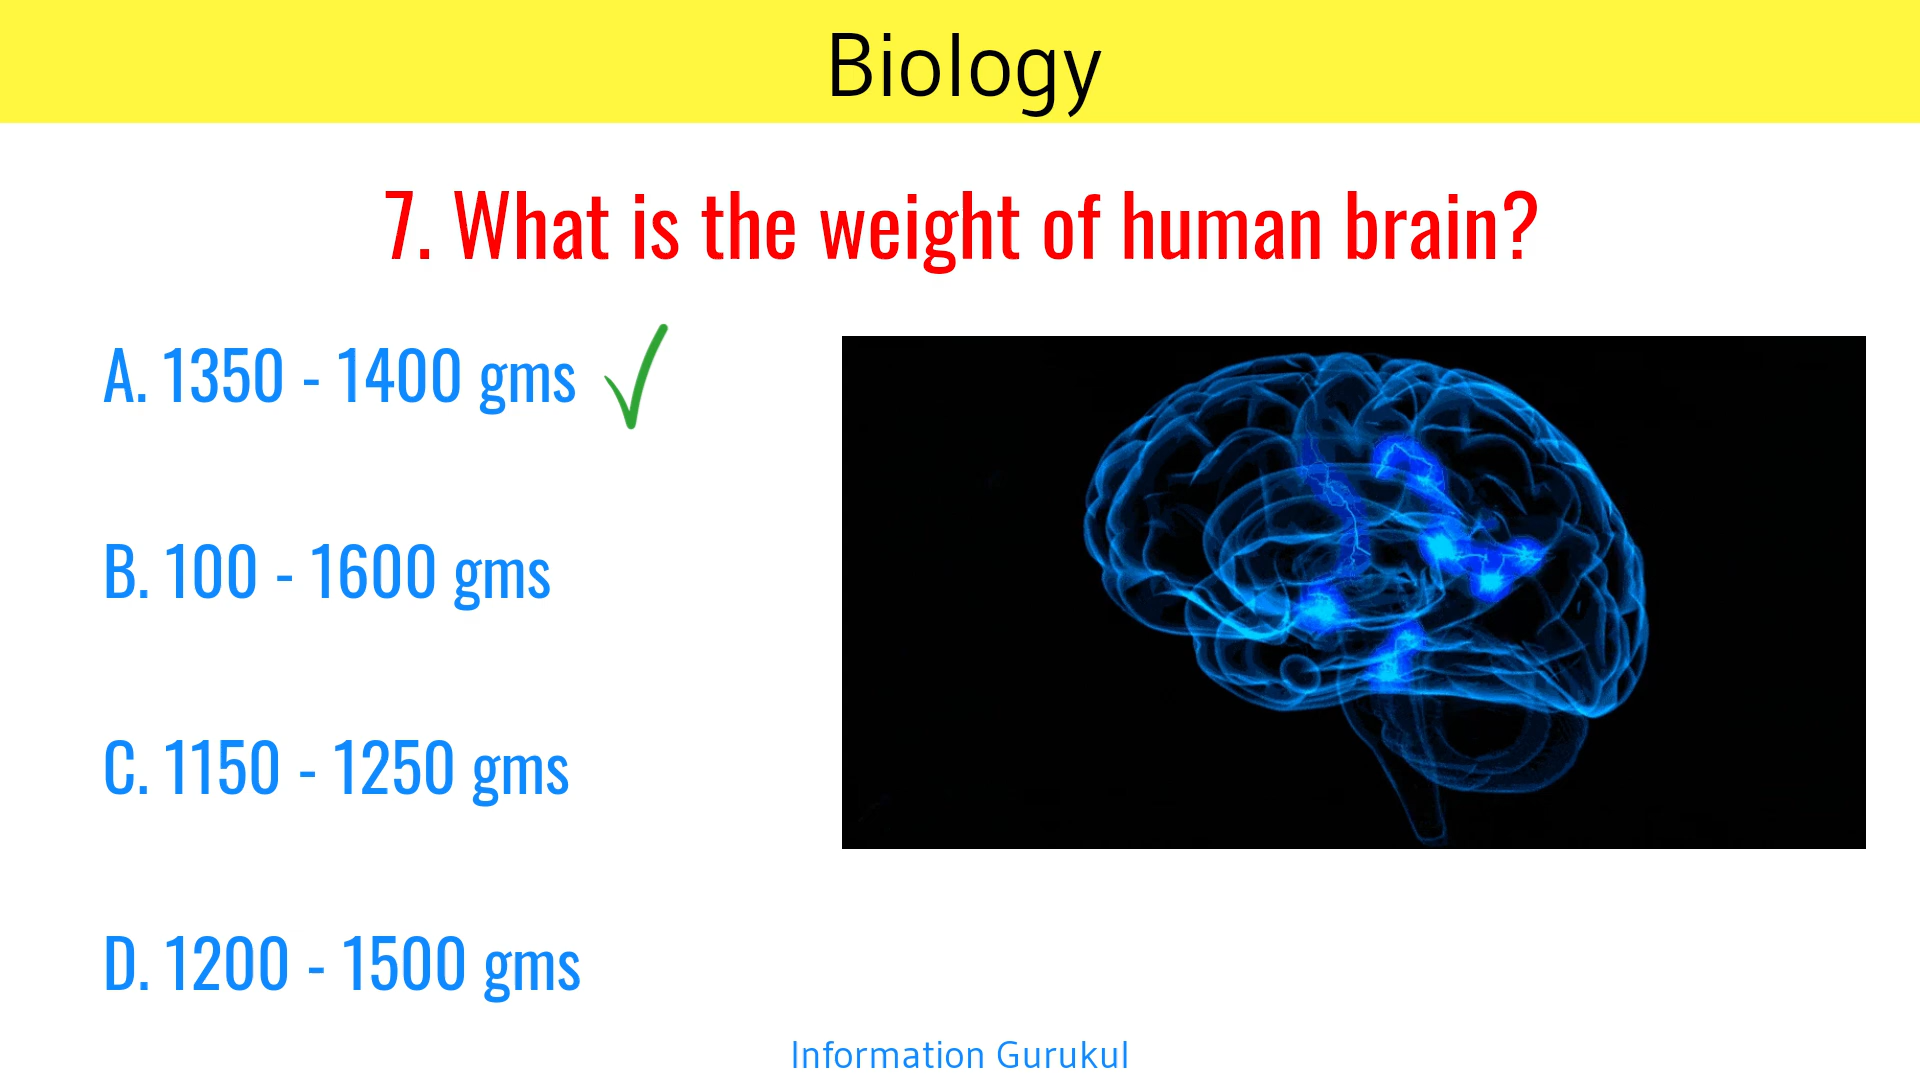 Biology
7. What is the weight of human brain?
A. 1350 - 1400 gms
B. 100 - 1600 gms
C. 1150 - 1250 gms
D. 1200 - 1500 gms
Information Gurukul